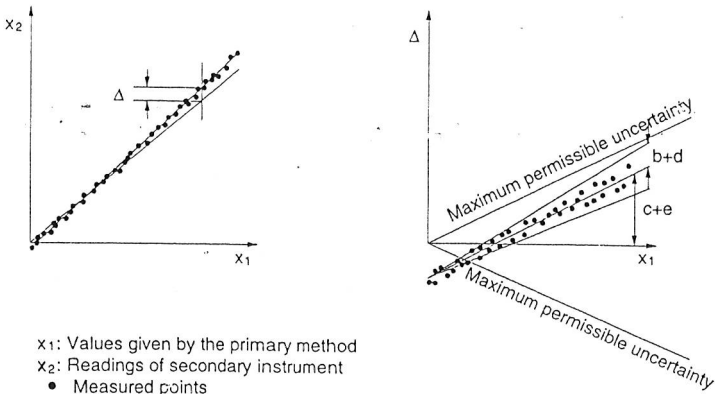 x2
Δ
x1
Δ
Maximum permissible uncertainty
b+d
c+e
x1
Maximum permissible uncertainty
x1: Values given by the primary method
x2: Readings of secondary instrument
● Measured points